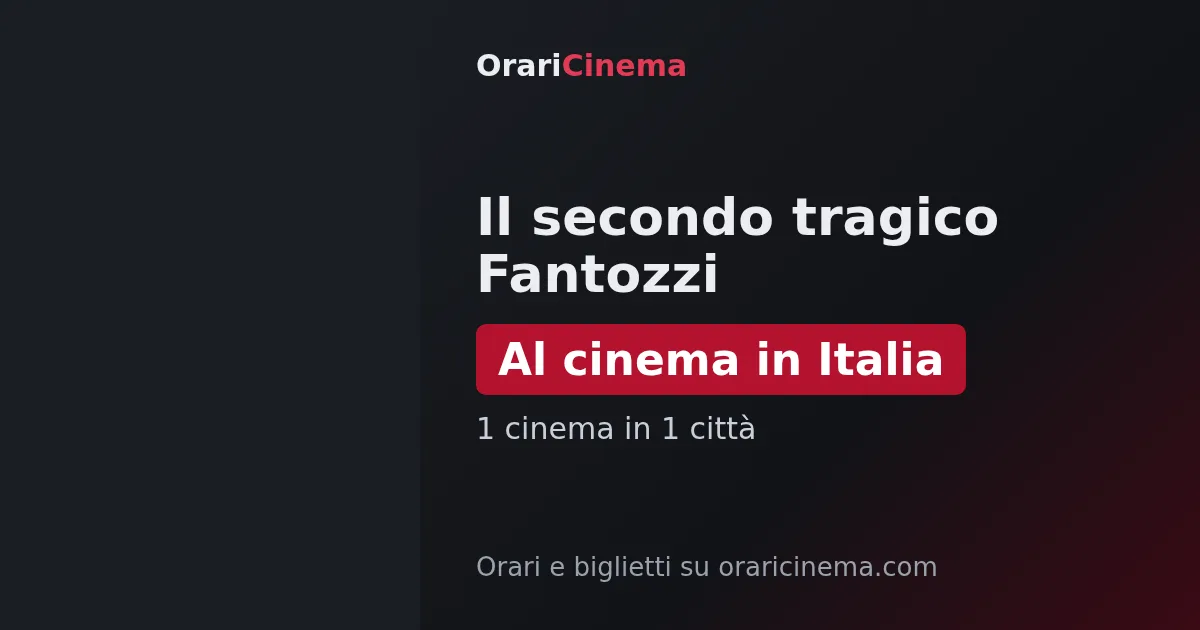 OrariCinema
Il secondo tragico
Fantozzi
Al cinema in Italia
1 cinema in 1 città
Orari e biglietti su oraricinema.com